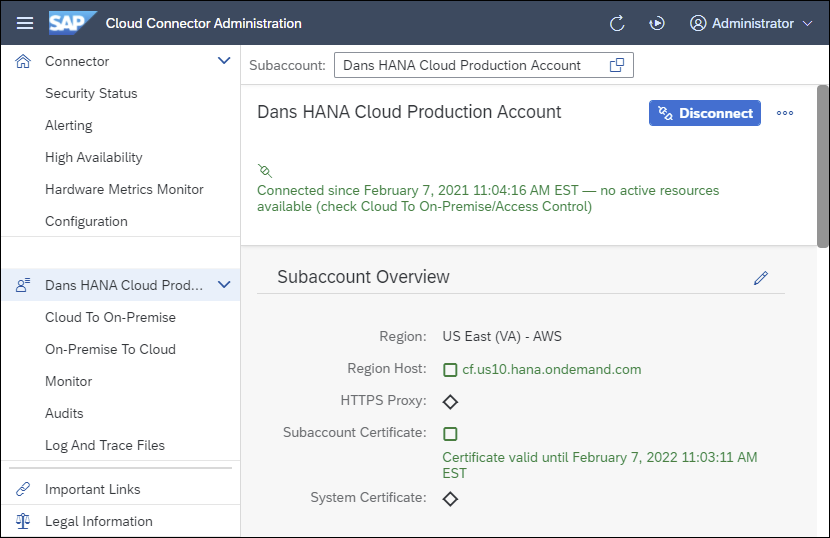 SAP Cloud Connector Administration Administrator
Connector
Security Status
Alerting
High Availability
Hardware Metrics Monitor
Configuration
Dans HANA Cloud Prod...
Cloud To On-Premise
On-Premise To Cloud
Monitor
Audits
Log And Trace Files
Important Links
Legal Information
Subaccount: Dans HANA Cloud Production Account
Dans HANA Cloud Production Account Disconnect
Connected since February 7, 2021 11:04:16 AM EST — no active resources
available (check Cloud To On-Premise/Access Control)
Subaccount Overview
Region: US East (VA) - AWS
Region Host: cf.us10.hana.ondemand.com
HTTPS Proxy:
Subaccount Certificate:
Certificate valid until February 7, 2022 11:03:11 AM
EST
System Certificate: